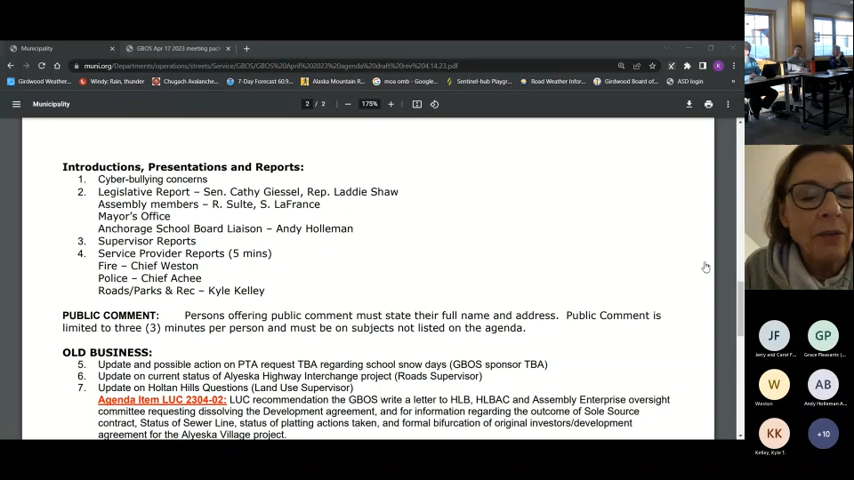 Municipality
GBOS Apr 17 2023 meeting pac
muni.org/Departments/operations/streets/Service/GBOS/GBOS%20April%202023%20agenda%20draft%20rev%204.14.23.pdf
Girdwood Weather...
Windy: Rain, thunder
Chugach Avalanche...
7-Day Forecast 60.9...
Alaska Mountain R...
moa omb - Google...
Sentinel-hub Playgr...
Road Weather Infor...
Girdwood Board of...
ASD login
Municipality
2 / 2
175%
Introductions, Presentations and Reports:
1. Cyber-bullying concerns
2. Legislative Report – Sen. Cathy Giessel, Rep. Laddie Shaw
Assembly members – R. Sulte, S. LaFrance
Mayor's Office
Anchorage School Board Liaison – Andy Holleman
3. Supervisor Reports
4. Service Provider Reports (5 mins)
Fire – Chief Weston
Police – Chief Achee
Roads/Parks & Rec – Kyle Kelley
PUBLIC COMMENT: Persons offering public comment must state their full name and address. Public Comment is
limited to three (3) minutes per person and must be on subjects not listed on the agenda.
OLD BUSINESS:
5. Update and possible action on PTA request TBA regarding school snow days (GBOS sponsor TBA)
6. Update on current status of Alyeska Highway Interchange project (Roads Supervisor)
7. Update on Holtan Hills Questions (Land Use Supervisor)
Agenda Item LUC 2304-02: LUC recommendation the GBOS write a letter to HLB, HLBAC and Assembly Enterprise oversight
committee requesting dissolving the Development agreement, and for information regarding the outcome of Sole Source
contract, Status of Sewer Line, status of platting actions taken, and formal bifurcation of original investors/development
agreement for the Alyeska Village project.
JF
GP
Jerry and Carol F...
Grace Pleasants (...
W
AB
Weston
Andy Holleman A...
KK
+10
Kelley, Kyle T.